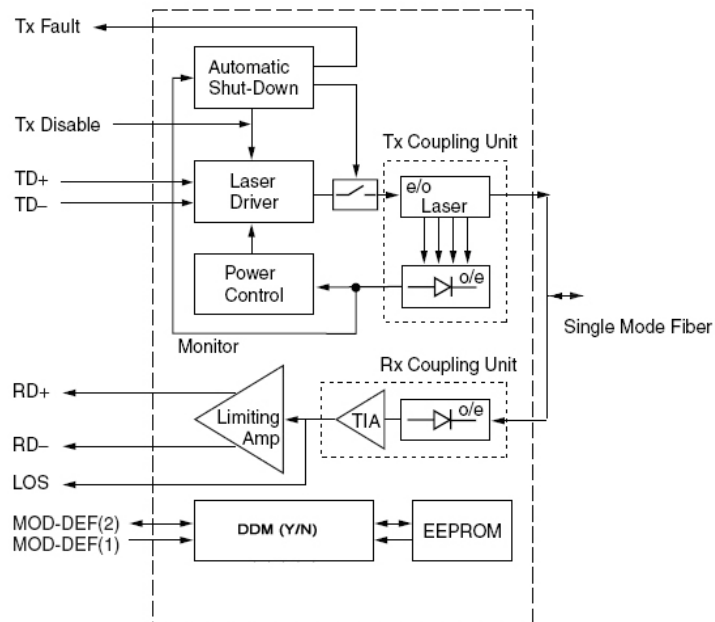 Tx Fault
Automatic
Shut-Down
Tx Disable
Tx Coupling Unit
TD+
TD–
Laser
Driver
e/o
Laser
Power
Control
o/e
Monitor
Single Mode Fiber
Rx Coupling Unit
RD+
RD–
LOS
Limiting
Amp
TIA
o/e
MOD-DEF(2)
MOD-DEF(1)
DDM (Y/N)
EEPROM